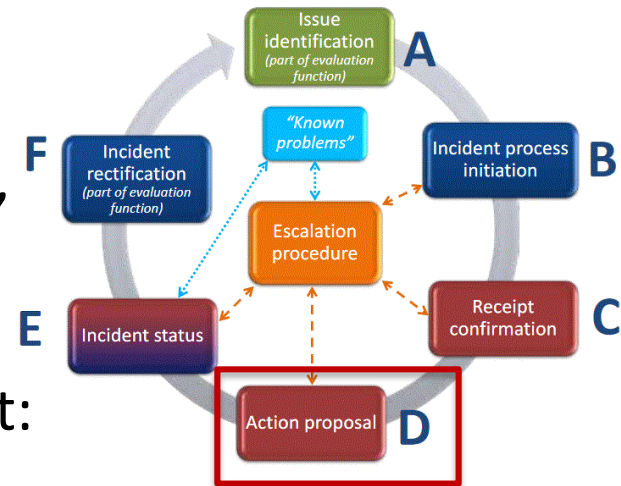 Issue
identification
(part of evaluation
function)
A
"Known
problems"
F
Incident
rectification
(part of evaluation
function)
Incident process
initiation
B
,
Escalation
procedure
E
Incident status
Receipt
confirmation
C
t:
Action proposal
D